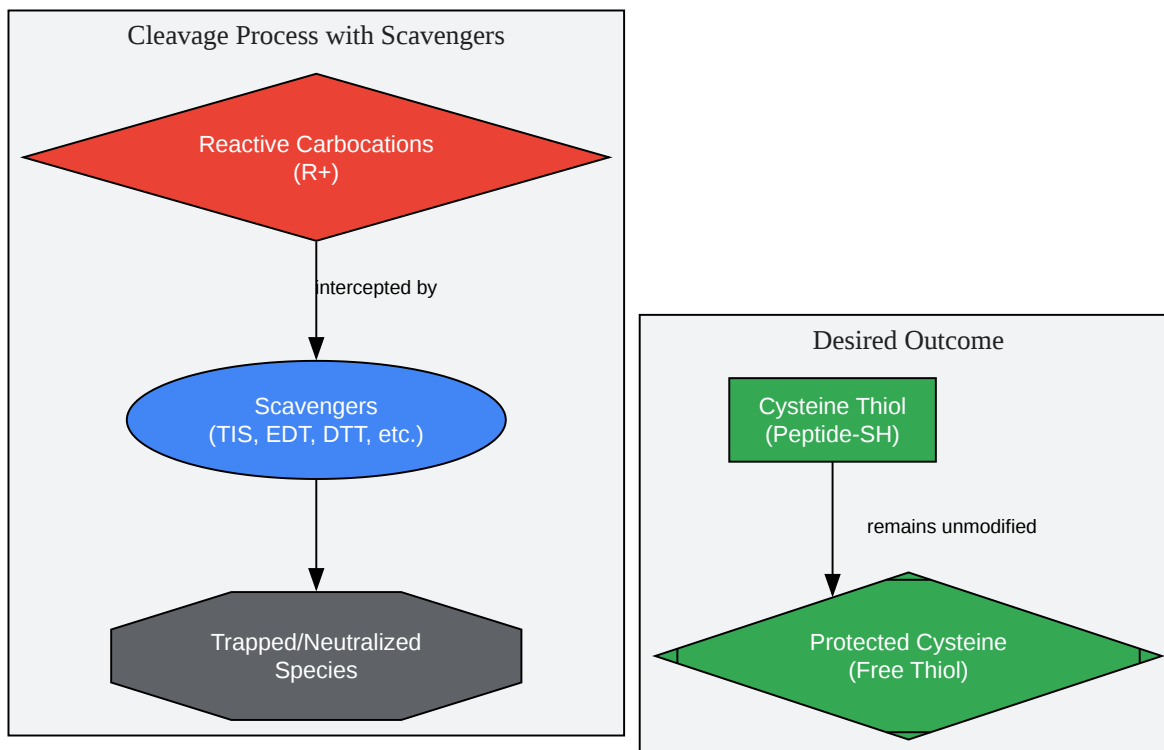 Cleavage Process with Scavengers
Reactive Carbocations
(R+)
intercepted by
Scavengers
(TIS, EDT, DTT, etc.)
Trapped/Neutralized
Species
Desired Outcome
Cysteine Thiol
(Peptide-SH)
remains unmodified
Protected Cysteine
(Free Thiol)